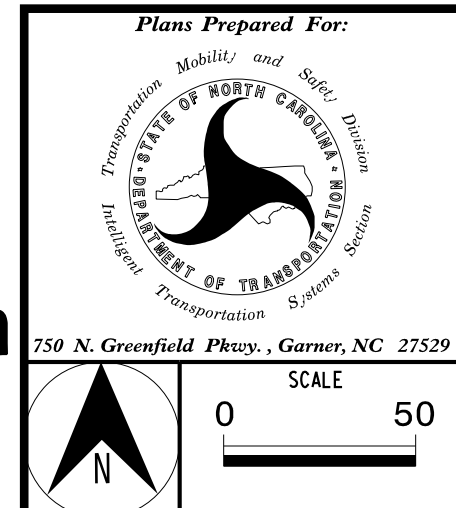 Plans Prepared For:
Transportation Mobility and Safety Division
STATE OF NORTH CAROLINA
DEPARTMENT OF TRANSPORTATION
Intelligent Transportation Systems Section
750 N. Greenfield Pkwy. , Garner, NC 27529
N
SCALE
0 50